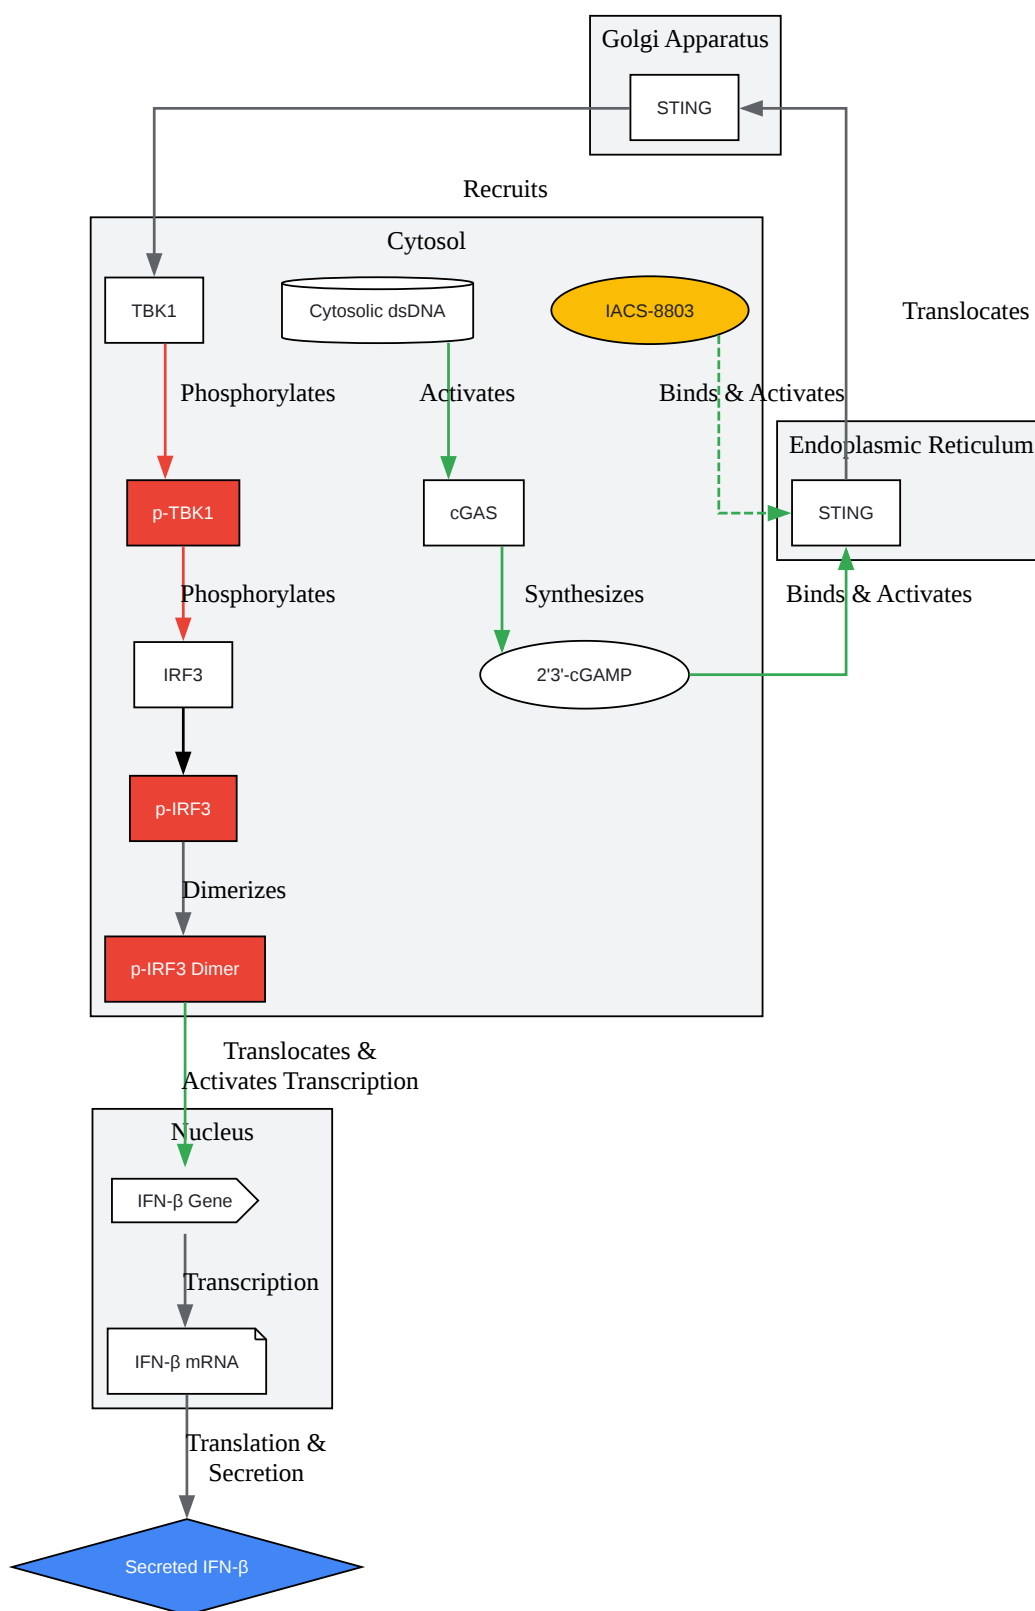 Golgi Apparatus
STING
Recruits
Cytosol
TBK1
Cytosolic dsDNA
IACS-8803
Translocates
Phosphorylates
Activates
Binds & Activates
Endoplasmic Reticulum
p-TBK1
cGAS
STING
Phosphorylates
Synthesizes
Binds & Activates
IRF3
2'3'-cGAMP
p-IRF3
Dimerizes
p-IRF3 Dimer
Translocates &
Activates Transcription
Nucleus
IFN-β Gene
Transcription
IFN-β mRNA
Translation &
Secretion
Secreted IFN-β